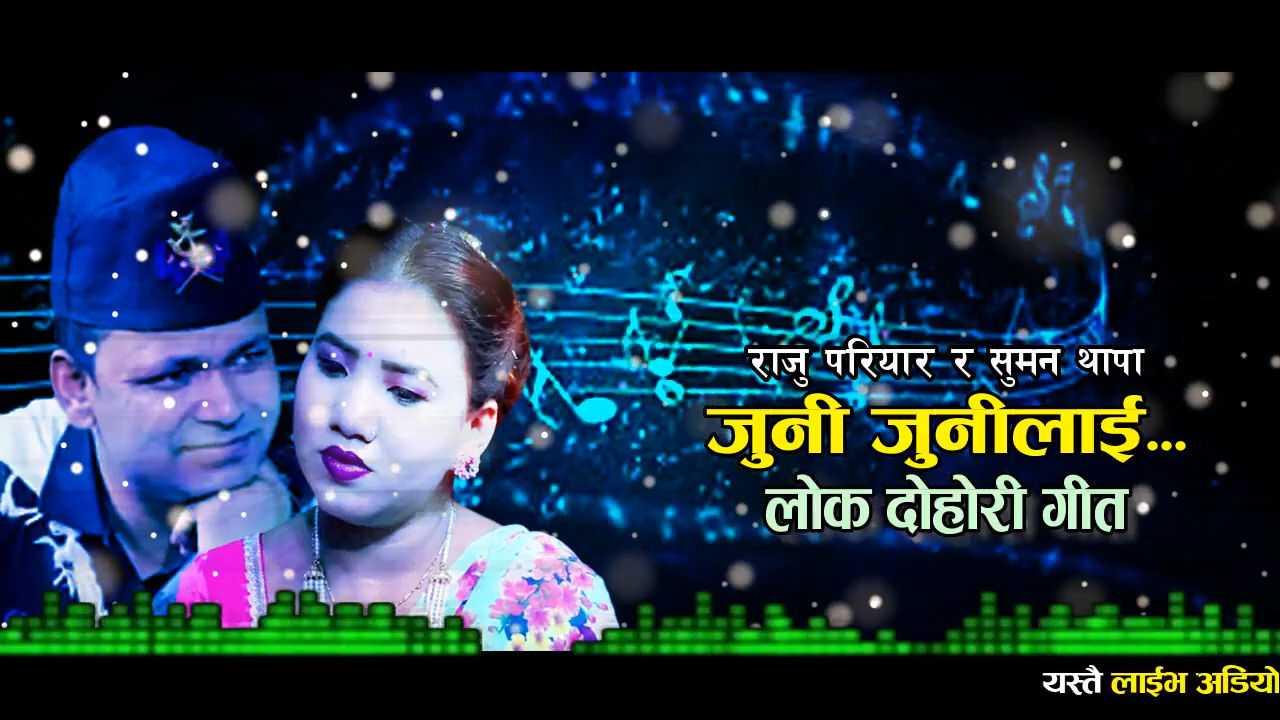 राजु परियार र सुमन थापा
जुनी जुनीलाई...
लोक दोहोरी गीत
यस्तै लाईभ अडियो